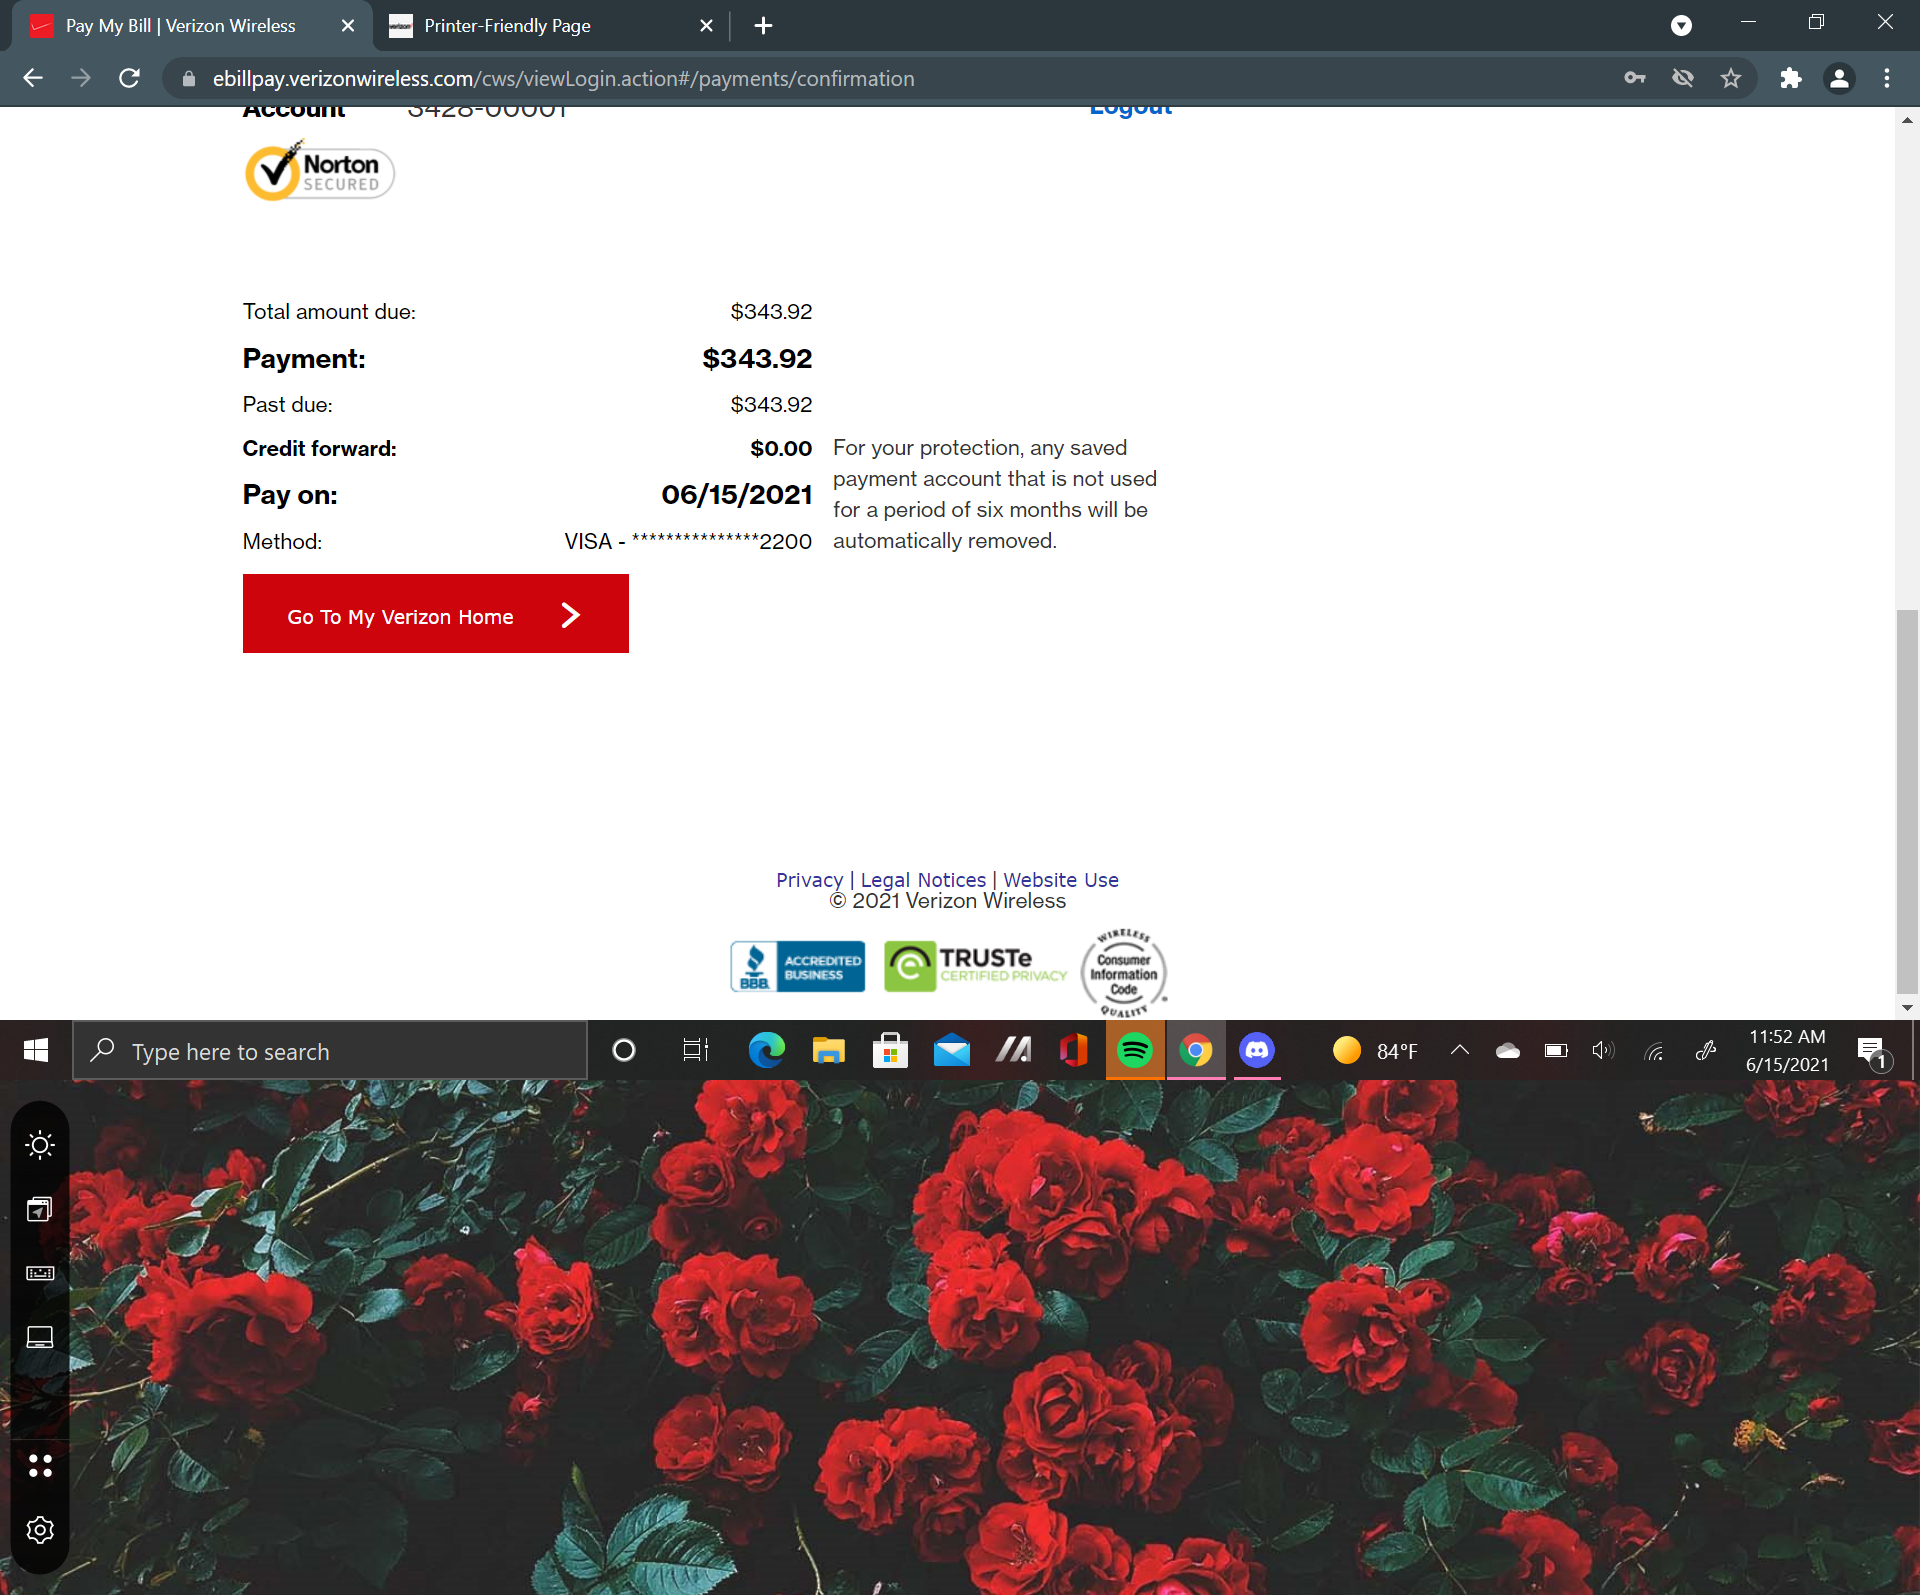 Pay My Bill | Verizon Wireless
Printer-Friendly Page
ebillpay.verizonwireless.com/cws/viewLogin.action#/payments/confirmation
Account 3428-00001 Logout
Norton
SECURED
Total amount due: $343.92
Payment: $343.92
Past due: $343.92
Credit forward: $0.00
Pay on: 06/15/2021
Method: VISA - ***************2200
For your protection, any saved
payment account that is not used
for a period of six months will be
automatically removed.
Go To My Verizon Home
Privacy | Legal Notices | Website Use
© 2021 Verizon Wireless
BBB.
ACCREDITED
BUSINESS
TRUSTe
CERTIFIED PRIVACY
WIRELESS
Consumer
Information
Code
QUALITY
Type here to search
84°F
11:52 AM
6/15/2021
1